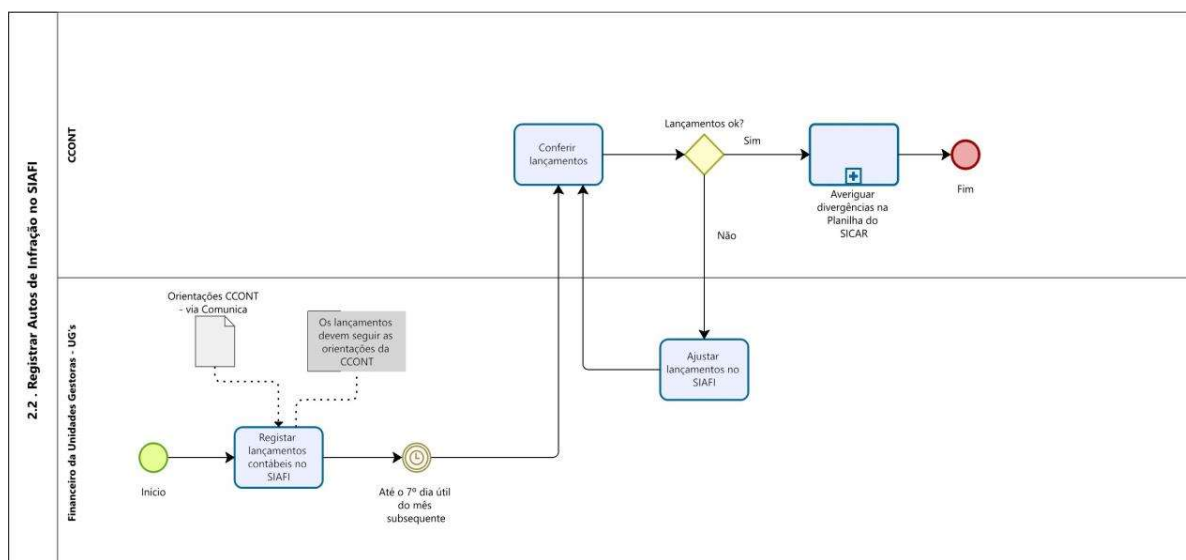 2.2 . Registrar Autos de Infração no SIAFI
CCONT
Conferir
lançamentos
Lançamentos ok?
Sim
Não
Averiguar
divergências na
Planilha do
SICAR
Fim
Financeiro da Unidades Gestoras - UG's
Orientações CCONT
- via Comunica
Os lançamentos
devem seguir as
orientações da
CCONT
Ajustar
lançamentos no
SIAFI
Início
Registar
lançamentos
contábeis no
SIAFI
Até o 7º dia útil
do mês
subsequente